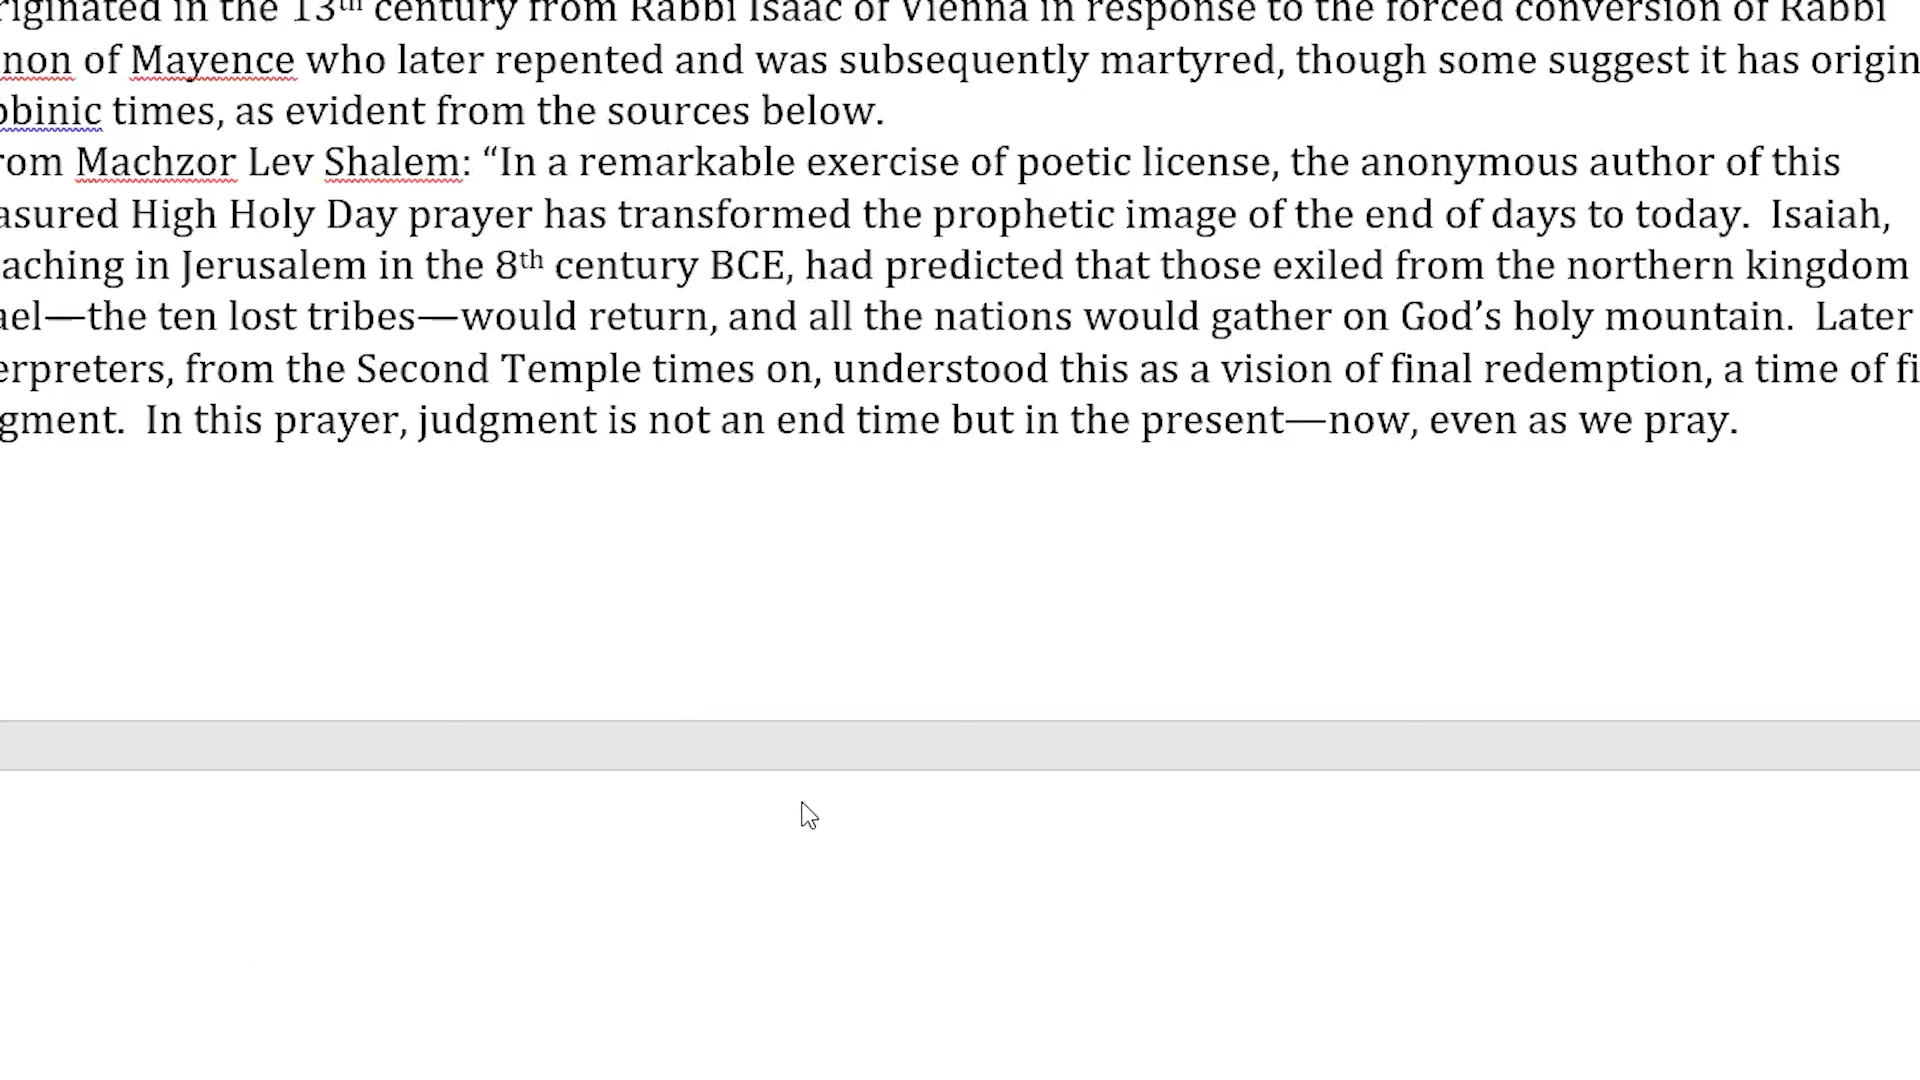 riginated in the 13th century from Rabbi Isaac of Vienna in response to the forced conversion of Rabbi
non of Mayence who later repented and was subsequently martyred, though some suggest it has origin
bbinic times, as evident from the sources below.
rom Machzor Lev Shalem: “In a remarkable exercise of poetic license, the anonymous author of this
asured High Holy Day prayer has transformed the prophetic image of the end of days to today.  Isaiah,
aching in Jerusalem in the 8th century BCE, had predicted that those exiled from the northern kingdom
ael—the ten lost tribes—would return, and all the nations would gather on God’s holy mountain.  Later
erpreters, from the Second Temple times on, understood this as a vision of final redemption, a time of fi
gment.  In this prayer, judgment is not an end time but in the present—now, even as we pray.